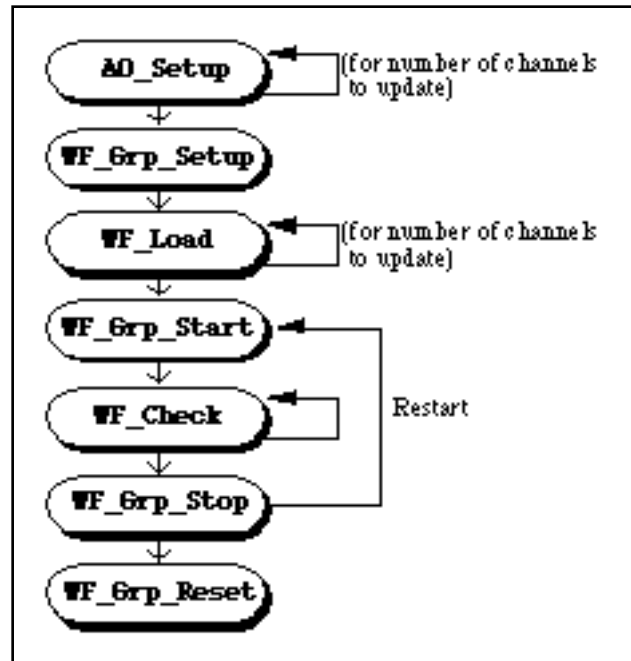 AO_Setup
(for number of channels
to update)
WF_Grp_Setup
WF_Load
(for number of channels
to update)
WF_Grp_Start
WF_Check
Restart
WF_Grp_Stop
WF_Grp_Reset